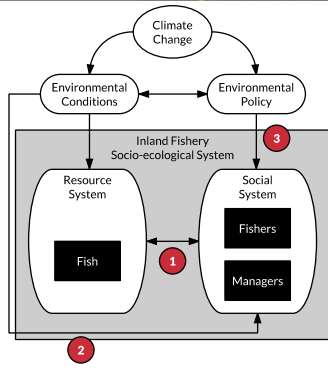 Climate
Change
Environmental
Conditions
Environmental
Policy
3
Inland Fishery
Socio-ecological System
Resource
System
Social
System
Fishers
Fish
1
Managers
2